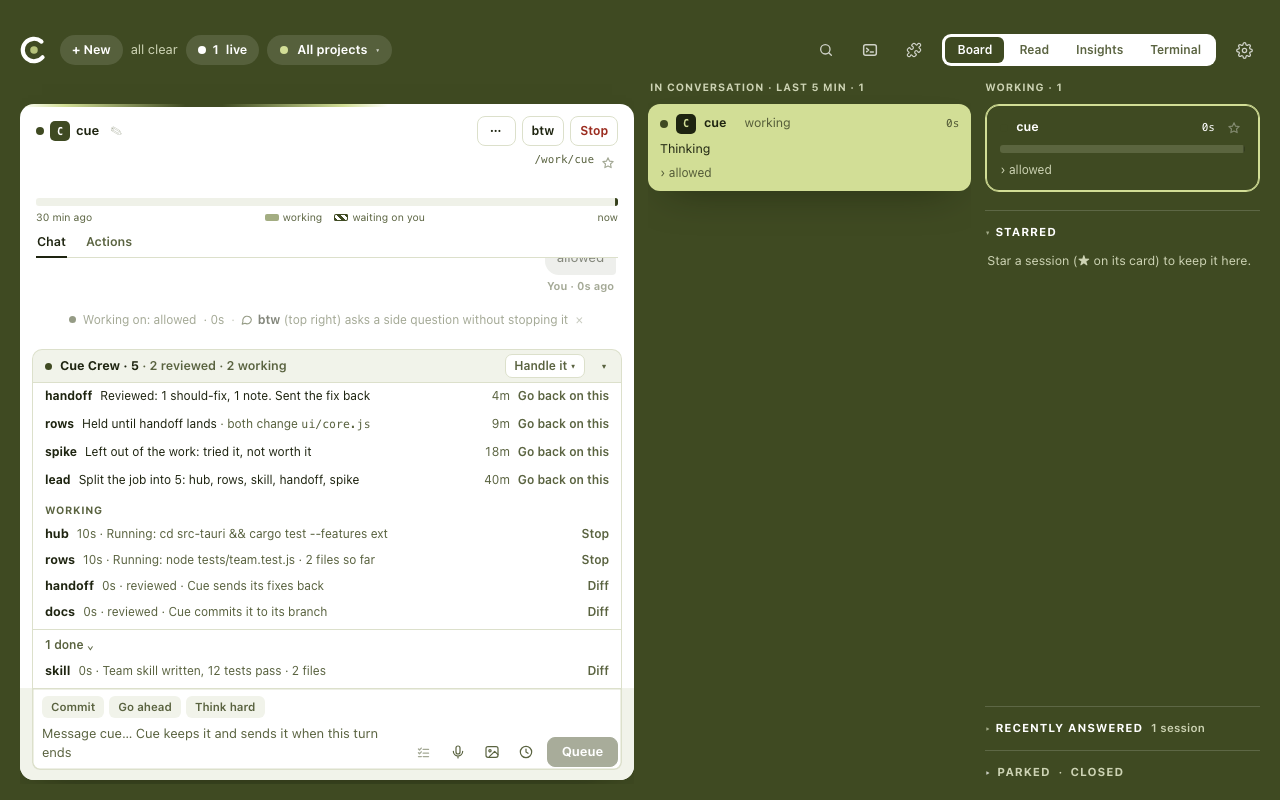 + New
all clear
1 live
All projects
Board
Read
Insights
Terminal
C cue
···
btw
Stop
/work/cue
30 min ago
working
waiting on you
now
Chat
Actions
allowed
You · 0s ago
Working on: allowed · 0s · btw (top right) asks a side question without stopping it ×
Cue Crew · 5 · 2 reviewed · 2 working
Handle it
handoff Reviewed: 1 should-fix, 1 note. Sent the fix back 4m Go back on this
rows Held until handoff lands · both change ui/core.js 9m Go back on this
spike Left out of the work: tried it, not worth it 18m Go back on this
lead Split the job into 5: hub, rows, skill, handoff, spike 40m Go back on this
WORKING
hub 10s · Running: cd src-tauri && cargo test --features ext Stop
rows 10s · Running: node tests/team.test.js · 2 files so far Stop
handoff 0s · reviewed · Cue sends its fixes back Diff
docs 0s · reviewed · Cue commits it to its branch Diff
1 done
skill 0s · Team skill written, 12 tests pass · 2 files Diff
Commit
Go ahead
Think hard
Message cue… Cue keeps it and sends it when this turn
ends
Queue
IN CONVERSATION · LAST 5 MIN · 1
C cue working 0s
Thinking
› allowed
WORKING · 1
cue 0s
› allowed
STARRED
Star a session (★ on its card) to keep it here.
RECENTLY ANSWERED 1 session
PARKED · CLOSED